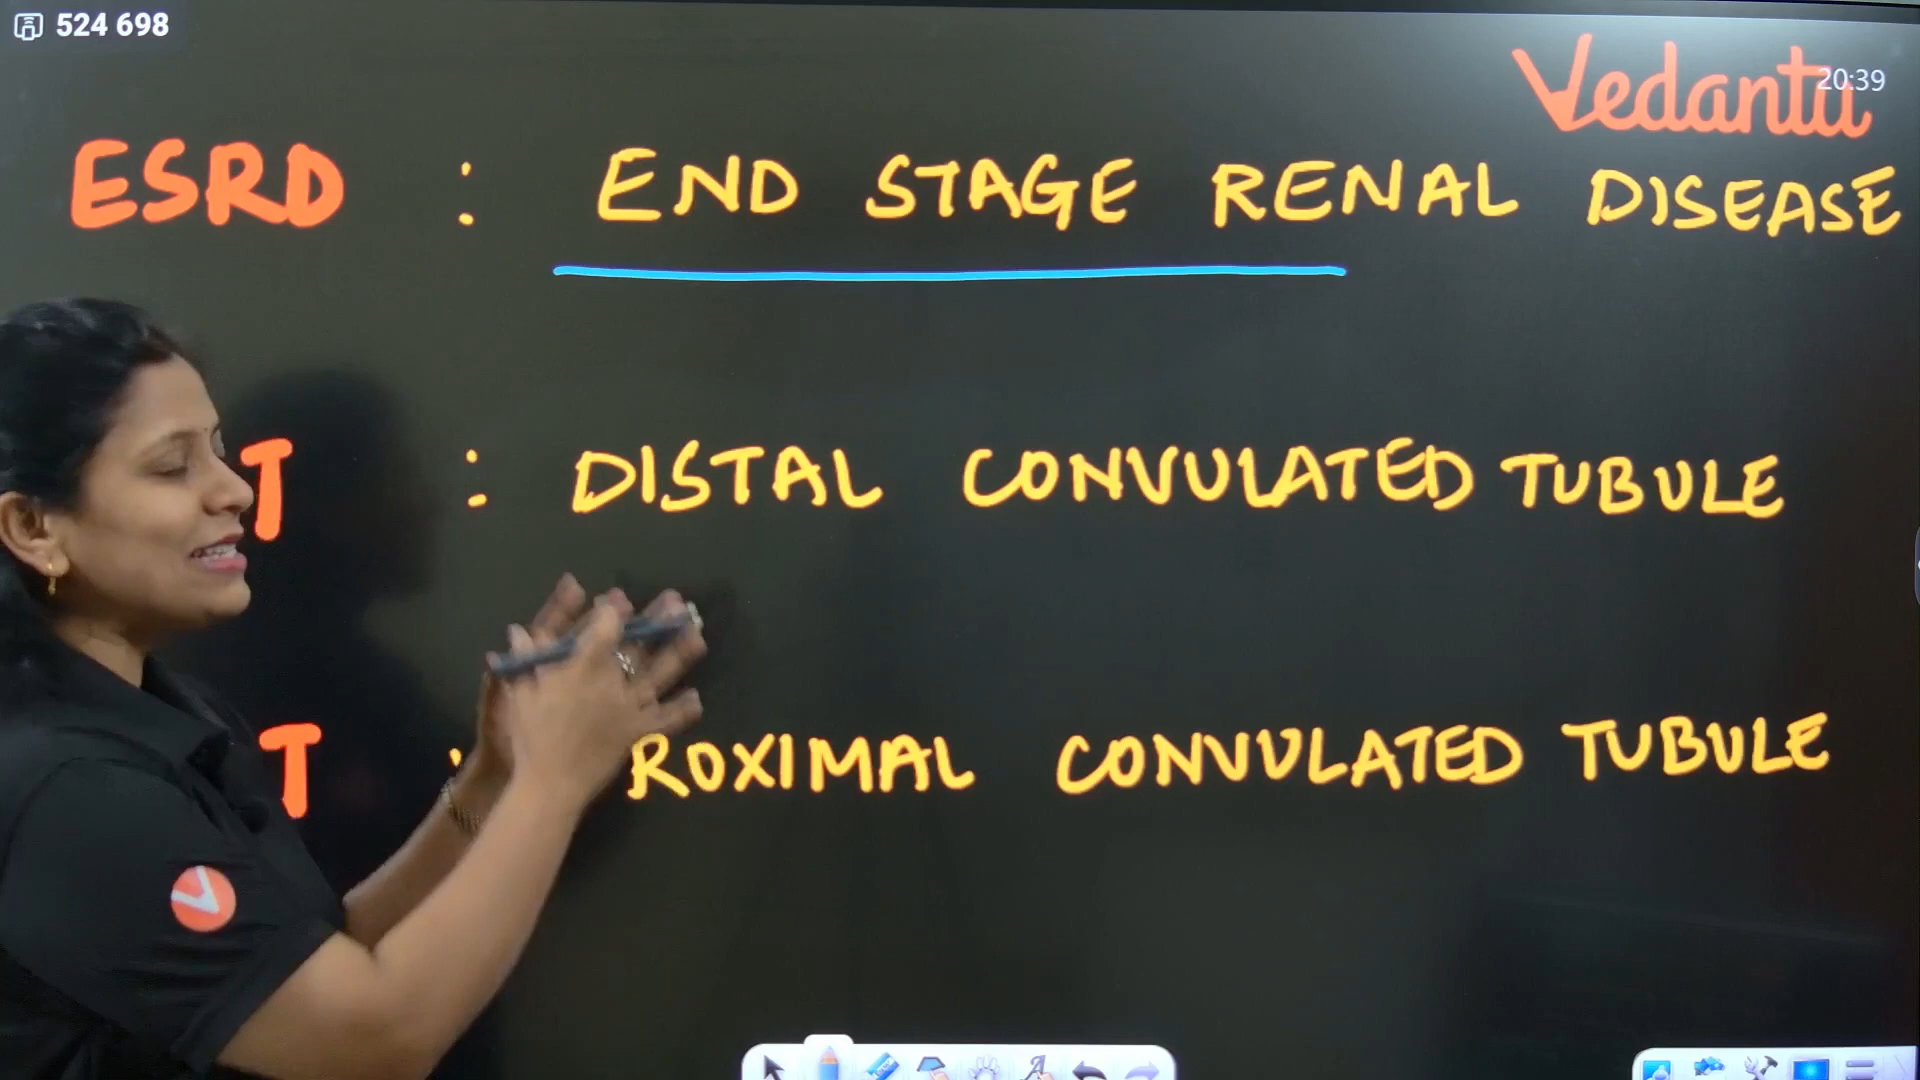 524 698
Vedantu
20:39
ESRD : END STAGE RENAL DISEASE
T : DISTAL CONVULATED TUBULE
T : ROXIMAL CONVULATED TUBULE